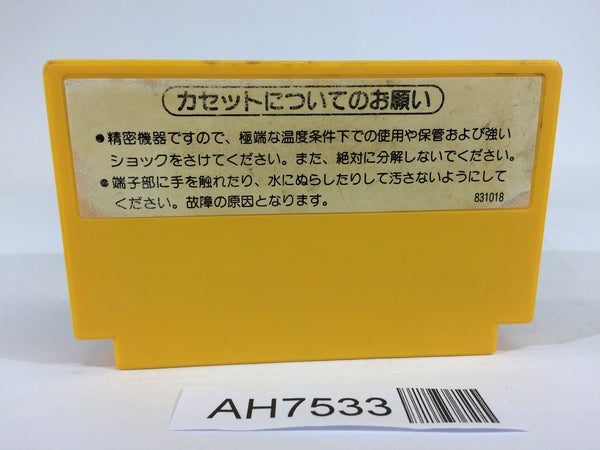 カセットについてのお願い
●精密機器ですので、極端な温度条件下での使用や保管および強い
ショックをさけてください。また、絶対に分解しないでください。
●端子部に手を触れたり、水にぬらしたりして汚さないようにして
ください。故障の原因となります。
831018
AH7533